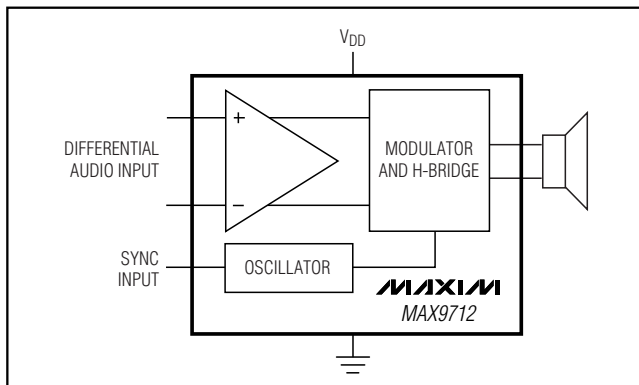 VDD
DIFFERENTIAL
AUDIO INPUT
+
−
MODULATOR
AND H-BRIDGE
SYNC
INPUT
OSCILLATOR
MAXIM
MAX9712